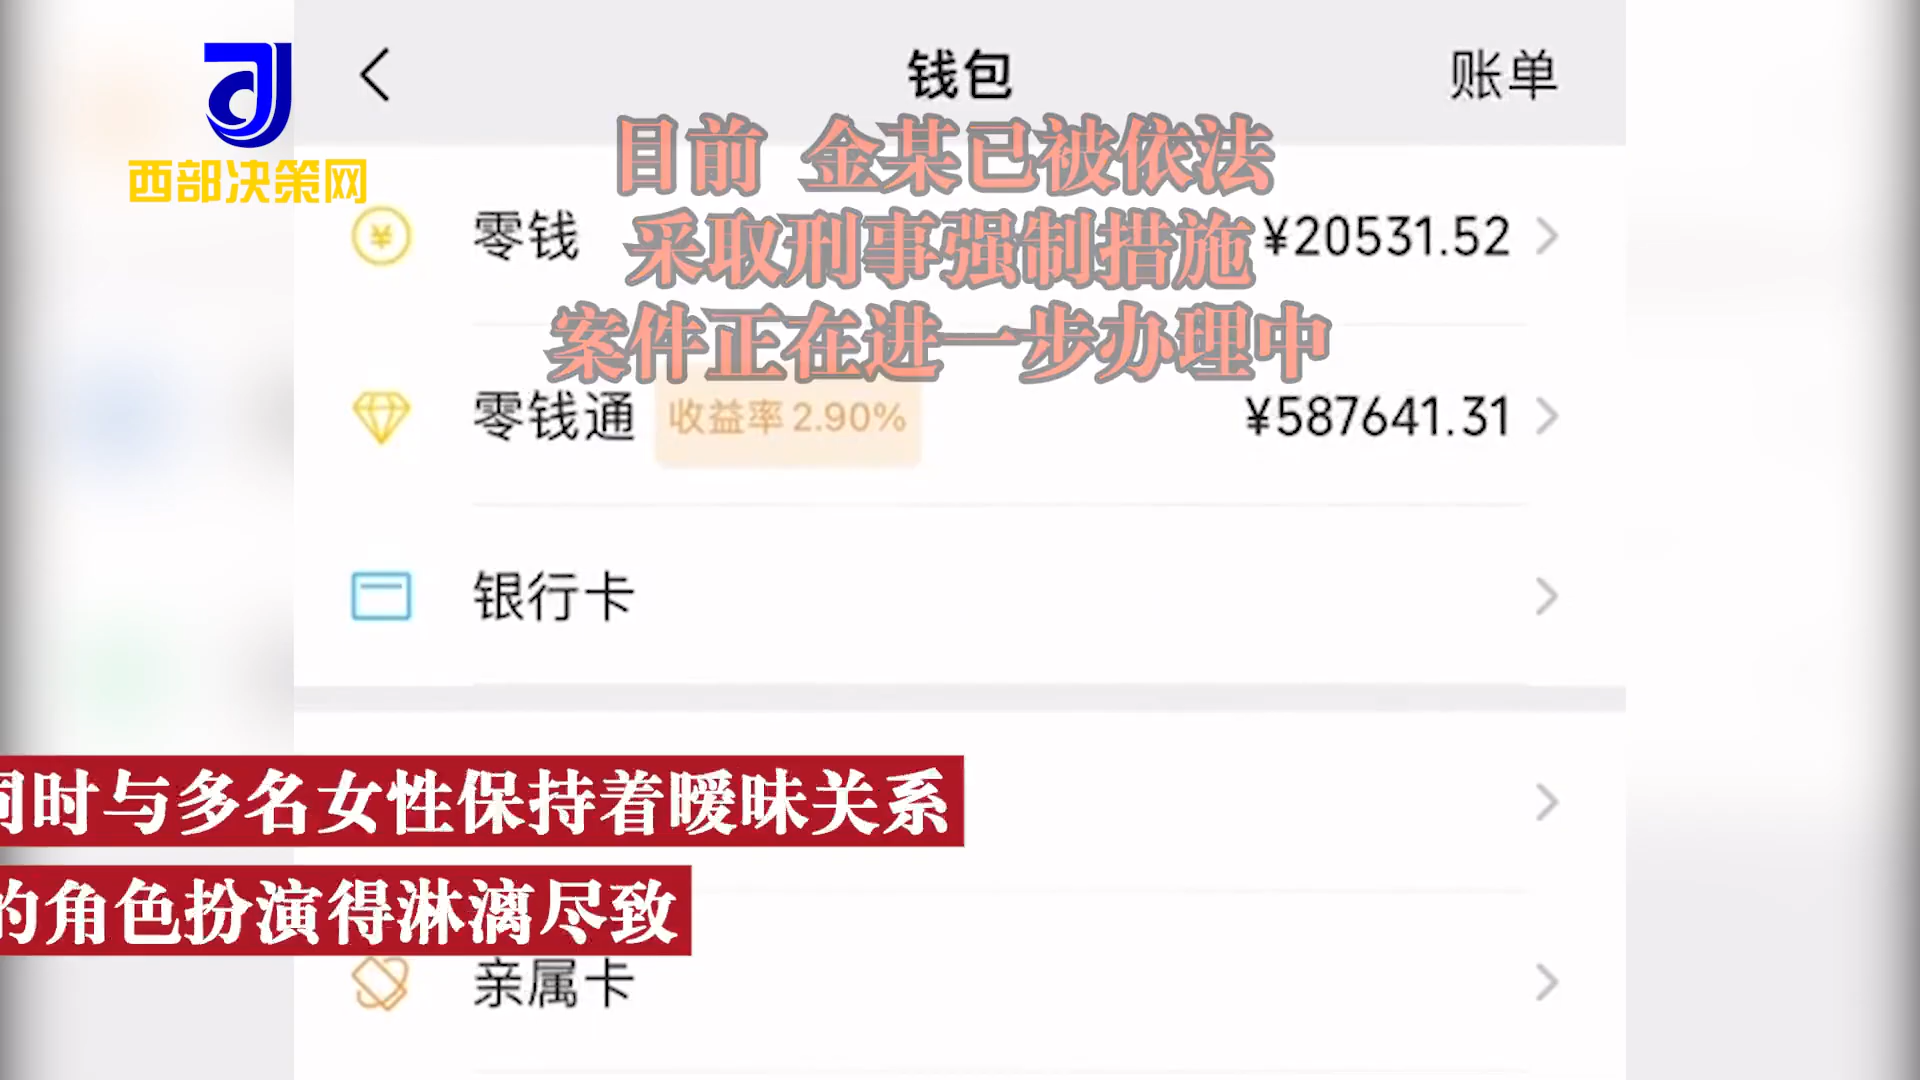 钱包
账单
西部决策网
目前 金某已被依法
采取刑事强制措施
案件正在进一步办理中
零钱
¥20531.52
零钱通
收益率2.90%
¥587641.31
银行卡
同时与多名女性保持着暧昧关系
的角色扮演得淋漓尽致
亲属卡